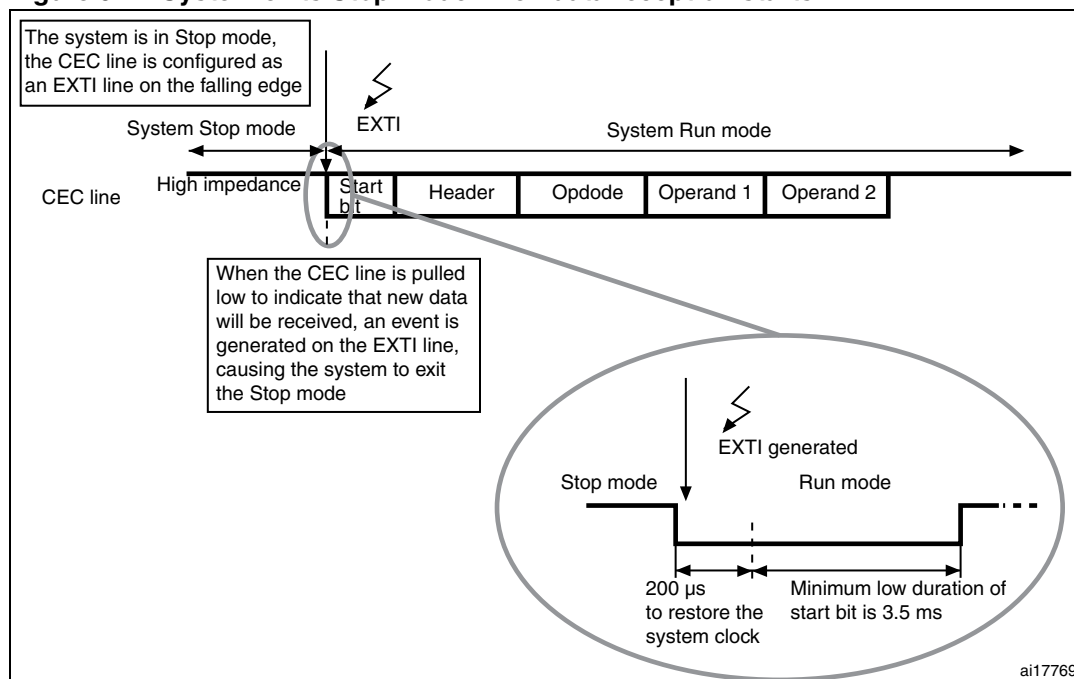 The system is in Stop mode,
the CEC line is configured as
an EXTI line on the falling edge
EXTI
System Stop mode
System Run mode
CEC line
High impedance
Start
bit
Header
Opdode
Operand 1
Operand 2
When the CEC line is pulled
low to indicate that new data
will be received, an event is
generated on the EXTI line,
causing the system to exit
the Stop mode
EXTI generated
Stop mode
Run mode
200 µs
to restore the
system clock
Minimum low duration of
start bit is 3.5 ms
ai17769